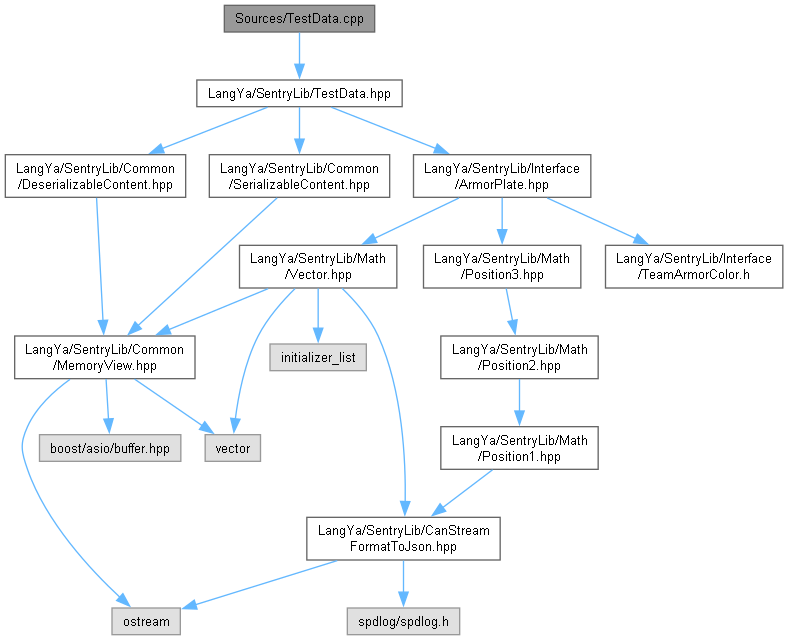 Sources/TestData.cpp
LangYa/SentryLib/TestData.hpp
LangYa/SentryLib/Common
/DeserializableContent.hpp
LangYa/SentryLib/Common
/SerializableContent.hpp
LangYa/SentryLib/Interface
/ArmorPlate.hpp
LangYa/SentryLib/Math
/Vector.hpp
LangYa/SentryLib/Math
/Position3.hpp
LangYa/SentryLib/Interface
/TeamArmorColor.h
LangYa/SentryLib/Common
/MemoryView.hpp
initializer_list
LangYa/SentryLib/Math
/Position2.hpp
boost/asio/buffer.hpp
vector
LangYa/SentryLib/Math
/Position1.hpp
LangYa/SentryLib/CanStream
FormatToJson.hpp
ostream
spdlog/spdlog.h